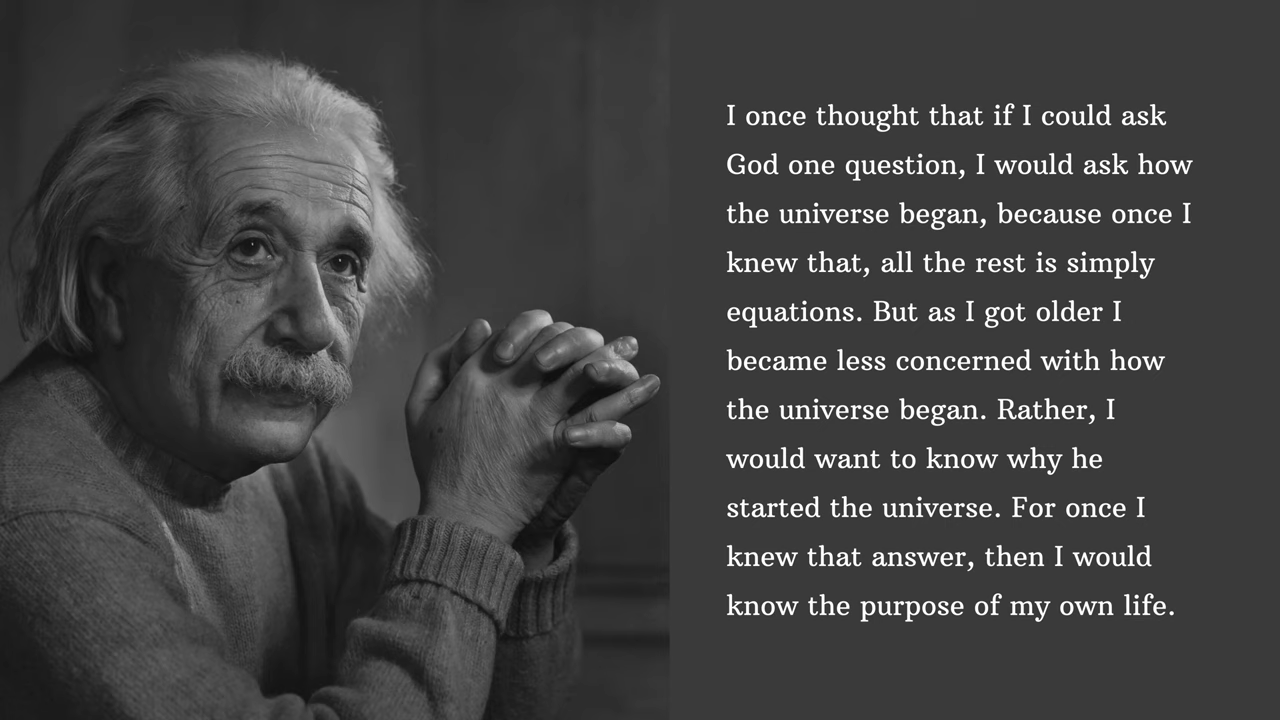 I once thought that if I could ask
God one question, I would ask how
the universe began, because once I
knew that, all the rest is simply
equations. But as I got older I
became less concerned with how
the universe began. Rather, I
would want to know why he
started the universe. For once I
knew that answer, then I would
know the purpose of my own life.